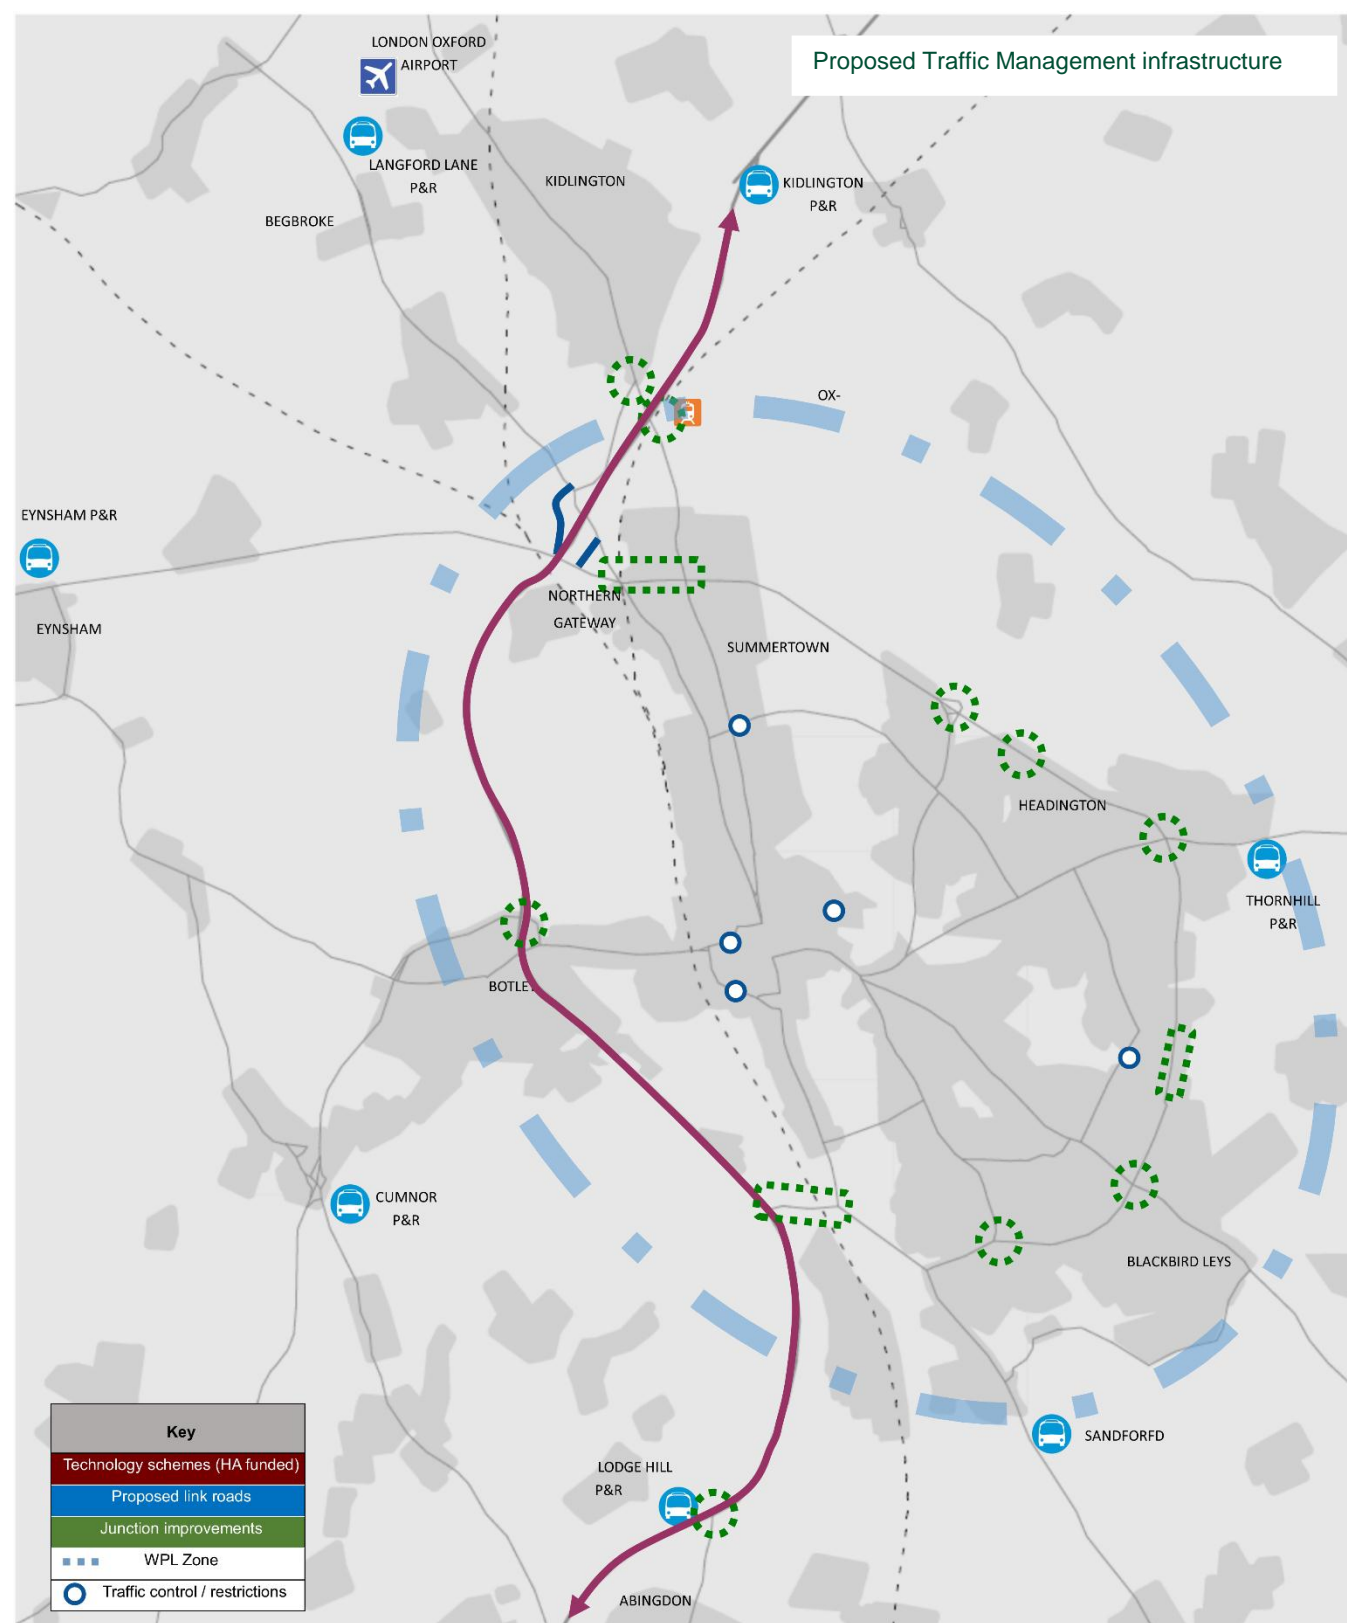 Proposed Traffic Management infrastructure
LONDON OXFORD
AIRPORT
LANGFORD LANE
P&R
KIDLINGTON
KIDLINGTON
P&R
BEGBROKE
OX-
EYNSHAM P&R
EYNSHAM
NORTHERN
GATEWAY
SUMMERTOWN
HEADINGTON
THORNHILL
P&R
BOTLEY
CUMNOR
P&R
BLACKBIRD LEYS
SANDFORFD
LODGE HILL
P&R
ABINGDON
Key
Technology schemes (HA funded)
Proposed link roads
Junction improvements
WPL Zone
Traffic control / restrictions